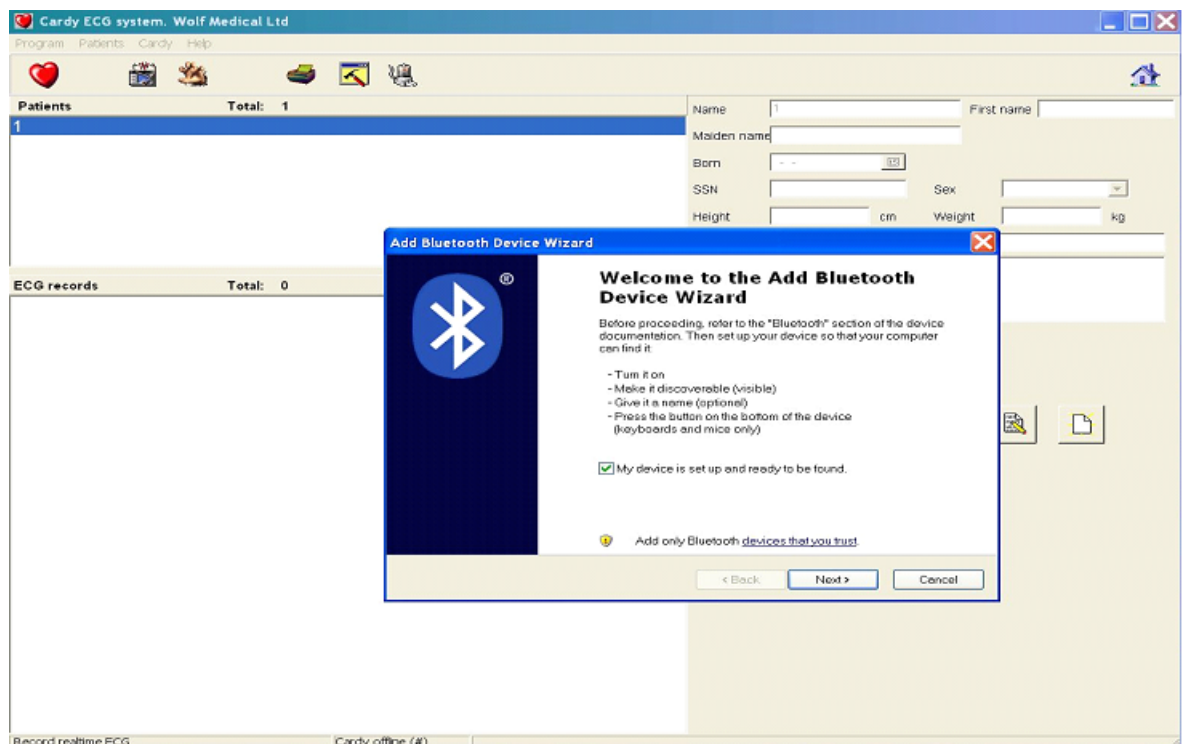 Cardy ECG system. Wolf Medical Ltd
Program Patients Cardy Help
Patients Total: 1
1
Name 1 First name
Maiden name
Born - -
SSN Sex
Height cm Weight kg
ECG records Total: 0
Add Bluetooth Device Wizard
®
Welcome to the Add Bluetooth
Device Wizard
Before proceeding, refer to the "Bluetooth" section of the device
documentation. Then set up your device so that your computer
can find it
- Turn it on
- Make it discoverable (visible)
- Give it a name (optional)
- Press the button on the bottom of the device
(keyboards and mice only)
My device is set up and ready to be found.
Add only Bluetooth devices that you trust.
< Back Next > Cancel
Record realtime ECG Cardy offline (#)